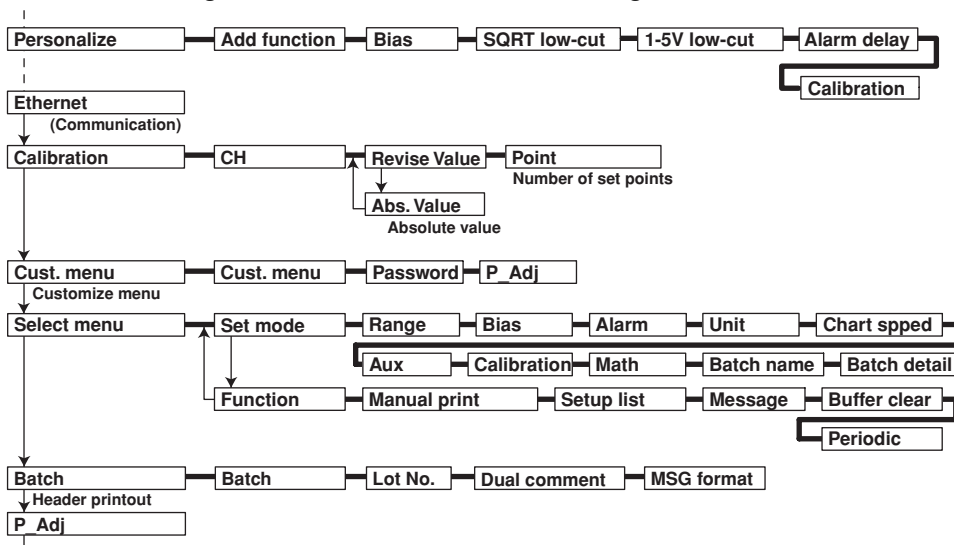 Personalize Add function Bias SQRT low-cut 1-5V low-cut Alarm delay
Calibration
Ethernet
(Communication)
Calibration CH Revise Value Point
Number of set points
Abs. Value
Absolute value
Cust. menu Cust. menu Password P_Adj
Customize menu
Select menu Set mode Range Bias Alarm Unit Chart spped
Aux Calibration Math Batch name Batch detail
Function Manual print Setup list Message Buffer clear
Periodic
Batch Batch Lot No. Dual comment MSG format
Header printout
P_Adj